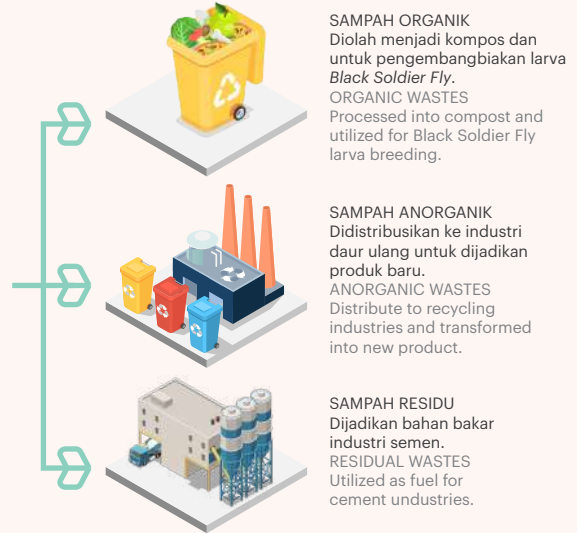 SAMPAH ORGANIK
Diolah menjadi kompos dan
untuk pengembangbiakan larva
Black Soldier Fly.
ORGANIC WASTES
Processed into compost and
utilized for Black Soldier Fly
larva breeding.
SAMPAH ANORGANIK
Didistribusikan ke industri
daur ulang untuk dijadikan
produk baru.
ANORGANIC WASTES
Distribute to recycling
industries and transformed
into new product.
SAMPAH RESIDU
Dijadikan bahan bakar
industri semen.
RESIDUAL WASTES
Utilized as fuel for
cement undustries.